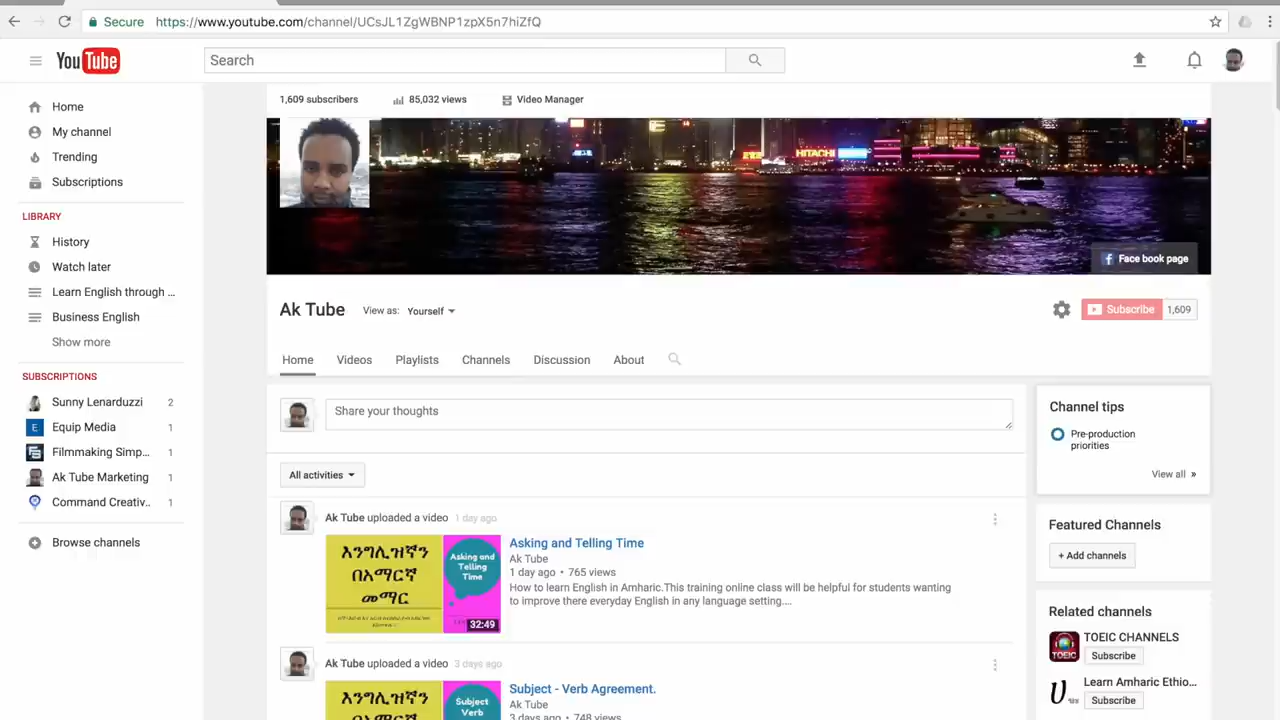 Secure https://www.youtube.com/channel/UCsJL1ZgWBNP1zpX5n7hiZfQ
YouTube
Search
Home
My channel
Trending
Subscriptions
LIBRARY
History
Watch later
Learn English through ...
Business English
Show more
SUBSCRIPTIONS
Sunny Lenarduzzi 2
Equip Media 1
Filmmaking Simp... 1
Ak Tube Marketing 1
Command Creativ.. 1
Browse channels
1,609 subscribers 85,032 views Video Manager
HITACHI
Face book page
Ak Tube View as: Yourself
Subscribe 1,609
Home Videos Playlists Channels Discussion About
Share your thoughts
All activities
Ak Tube uploaded a video 1 day ago
እንግሊዝኛን
በአማርኛ
መማር
Asking and
Telling
Time
32:49
Asking and Telling Time
Ak Tube
1 day ago • 765 views
How to learn English in Amharic.This training online class will be helpful for students wanting
to improve there everyday English in any language setting....
Ak Tube uploaded a video 3 days ago
እንግሊዝኛን
Subject
Verb
Subject - Verb Agreement.
Ak Tube
3 days ago • 748 views
Channel tips
Pre-production
priorities
View all »
Featured Channels
+ Add channels
Related channels
TOEIC
TOEIC CHANNELS
Subscribe
Learn Amharic Ethio...
Subscribe